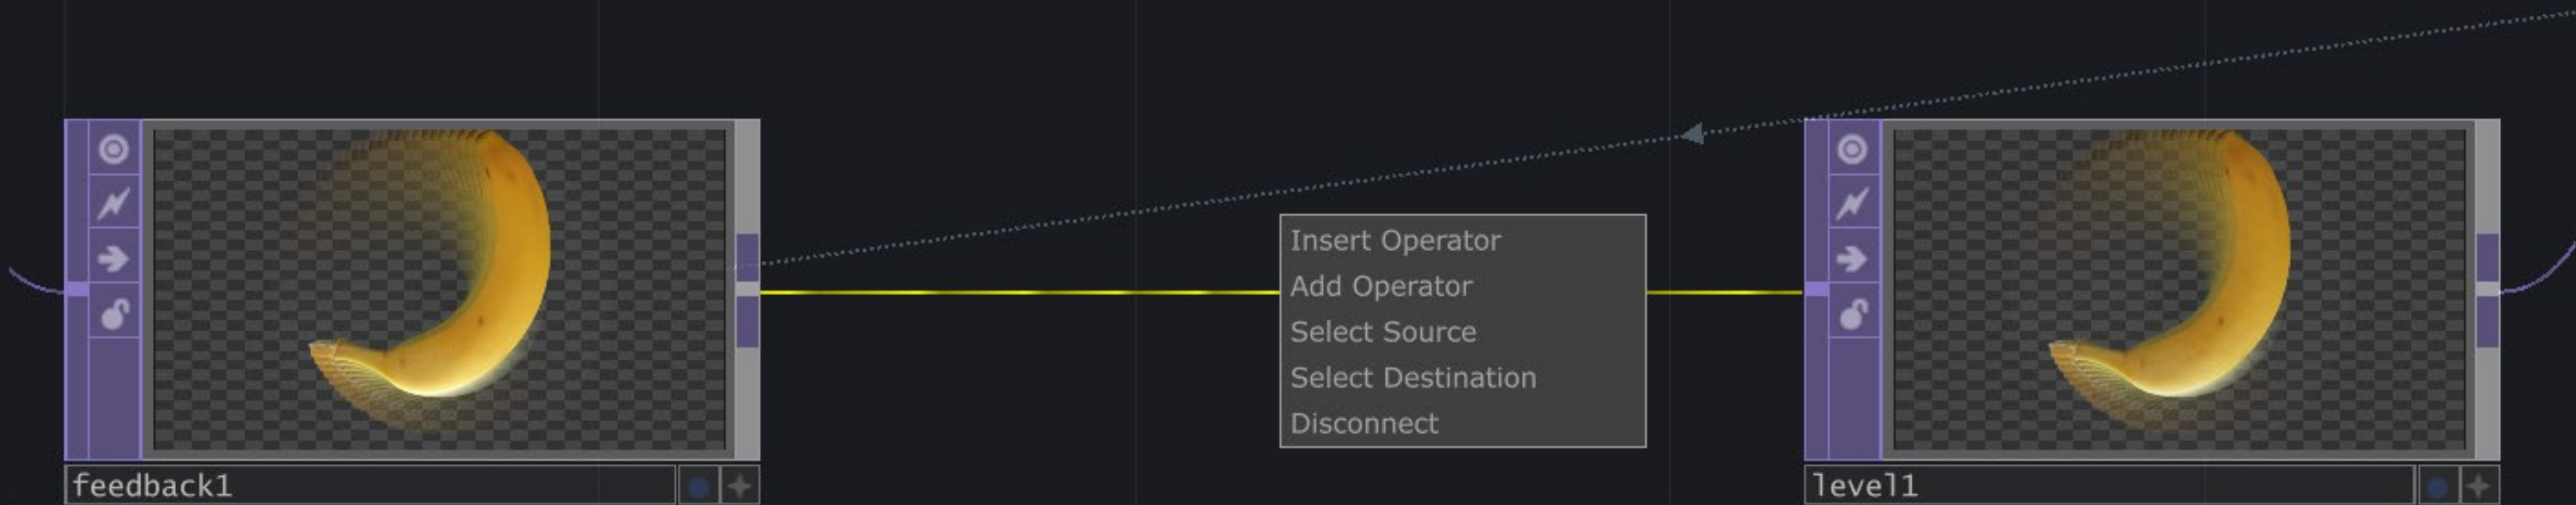 Insert Operator
Add Operator
Select Source
Select Destination
Disconnect
feedback1
level1